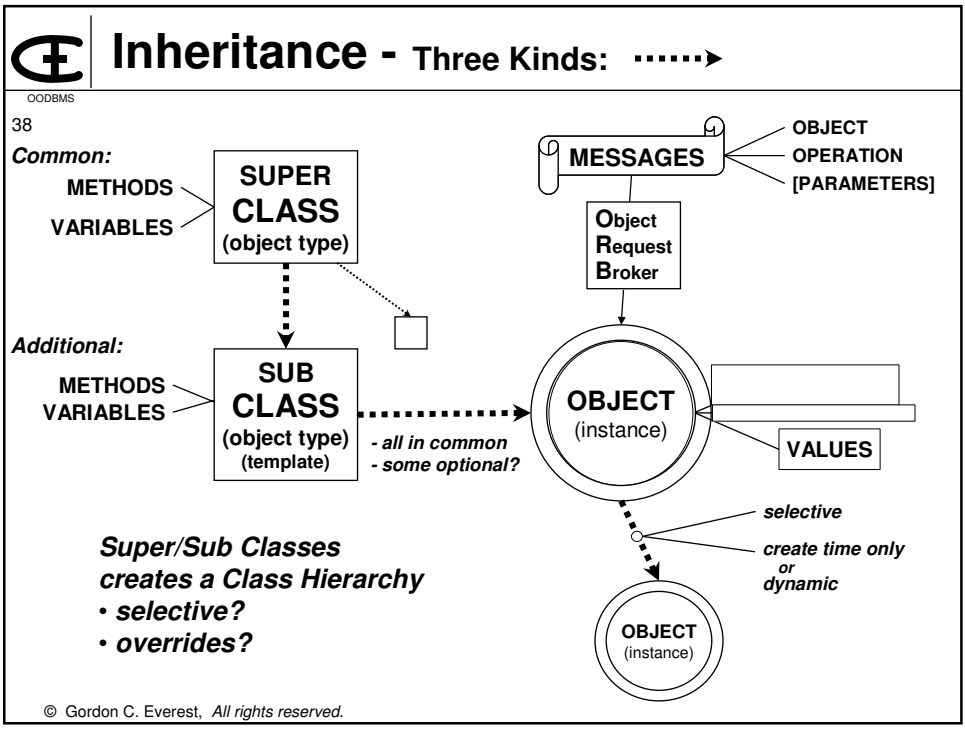 Inheritance - Three Kinds:
OODBMS
38
Common:
METHODS
VARIABLES
SUPER
CLASS
(object type)
MESSAGES
OBJECT
OPERATION
[PARAMETERS]
Object
Request
Broker
Additional:
METHODS
VARIABLES
SUB
CLASS
(object type)
(template)
- all in common
- some optional?
OBJECT
(instance)
VALUES
selective
create time only
or
dynamic
OBJECT
(instance)
Super/Sub Classes
creates a Class Hierarchy
• selective?
• overrides?
© Gordon C. Everest, All rights reserved.